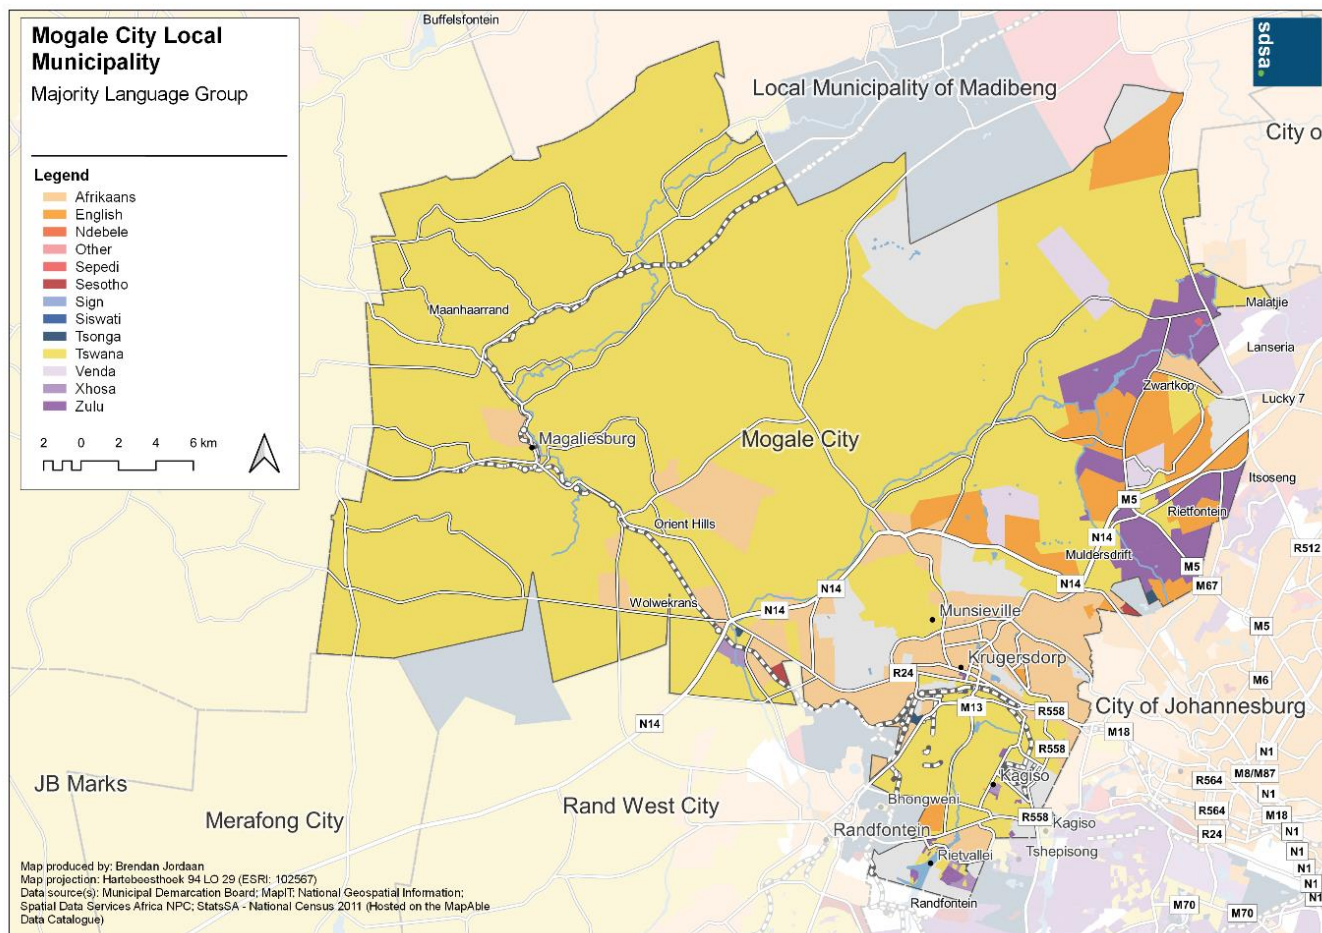 Mogale City Local
Municipality
Majority Language Group
Legend
Afrikaans
English
Ndebele
Other
Sepedi
Sesotho
Sign
Siswati
Tsonga
Tswana
Venda
Xhosa
Zulu
2 0 2 4 6 km
Buffelsfontein
sdsa.
Local Municipality of Madibeng
City o
Maanhaarrand
Malatjie
Lanseria
Zwartkop
Lucky 7
Magaliesburg
Mogale City
Itsoseng
M5
Rietfontein
Orient Hills
N14
R512
Muldersdrift
M5
N14
M67
N14
Wolwekrans
N14
Munsieville
M5
Krugersdorp
R24
M6
M13
R558
City of Johannesburg
N14
M18
R558
N1
JB Marks
Kagiso
R564
M8/M87
N1
Bhongweni
Rand West City
R564
M18
Merafong City
R558
Kagiso
Randfontein
R24
N1
Tshepisong
N1
Rietvallei
N1
N1
Randfontein
M70
M70
N1
Map produced by: Brendan Jordaan
Map projection: Hartebeesthoek 94 LO 29 (ESRI: 102567)
Data source(s): Municipal Demarcation Board; MapIT; National Geospatial Information;
Spatial Data Services Africa NPC; StatsSA - National Census 2011 (Hosted on the MapAble
Data Catalogue)